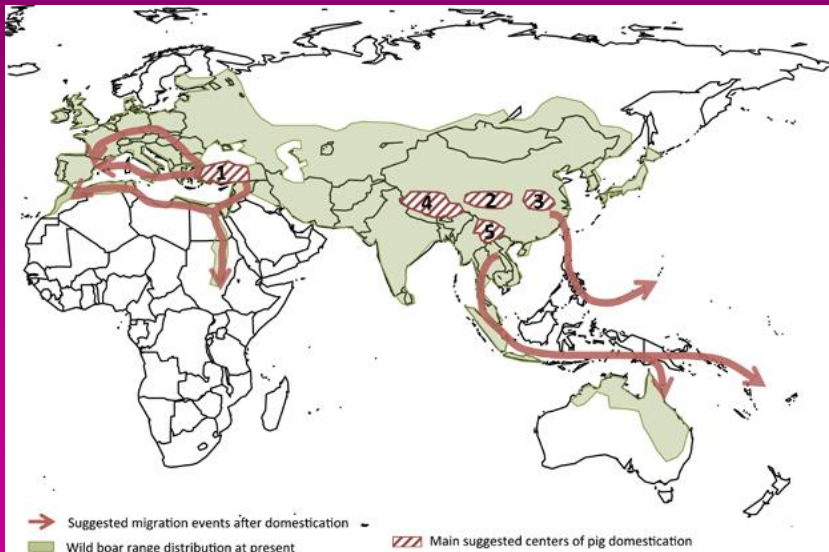 1
4
2
3
5
Suggested migration events after domestication
Wild boar range distribution at present
Main suggested centers of pig domestication